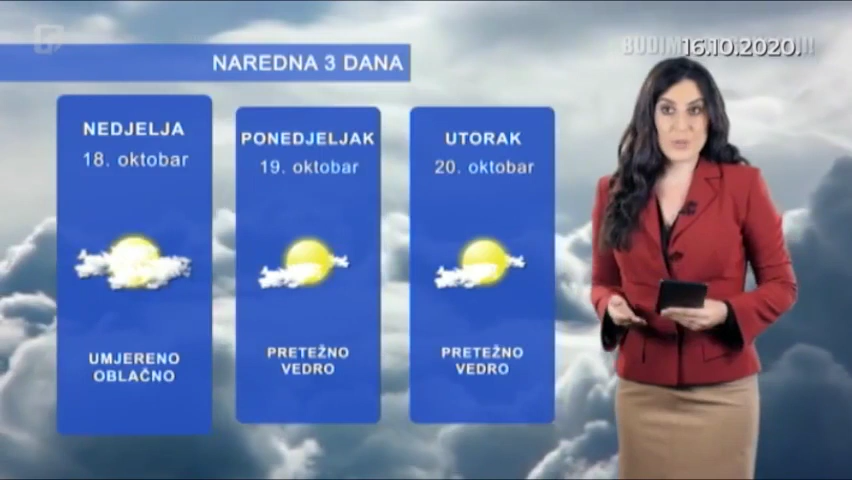 BUDIM
16.10.2020.
NAREDNA 3 DANA
NEDJELJA
18. oktobar
UMJERENO
OBLAČNO
PONEDJELJAK
19. oktobar
PRETEŽNO
VEDRO
UTORAK
20. oktobar
PRETEŽNO
VEDRO